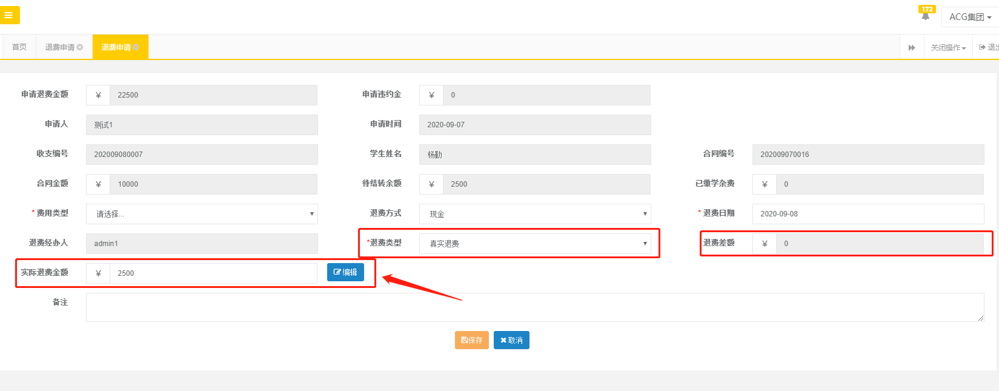 172
ACG集团
首页 退费申请 退费申请 关闭操作 退出
申请退费金额 ¥ 22500 申请违约金 ¥ 0
申请人 测试1 申请时间 2020-09-07
收支编号 202009080007 学生姓名 杨勤 合同编号 202009070016
合同金额 ¥ 10000 待结转余额 ¥ 2500 已缴学杂费 ¥ 0
* 费用类型 请选择... 退费方式 现金 * 退费日期 2020-09-08
退费经办人 admin1 *退费类型 真实退费 退费差额 ¥ 0
实际退费金额 ¥ 2500 编辑
备注
保存 取消